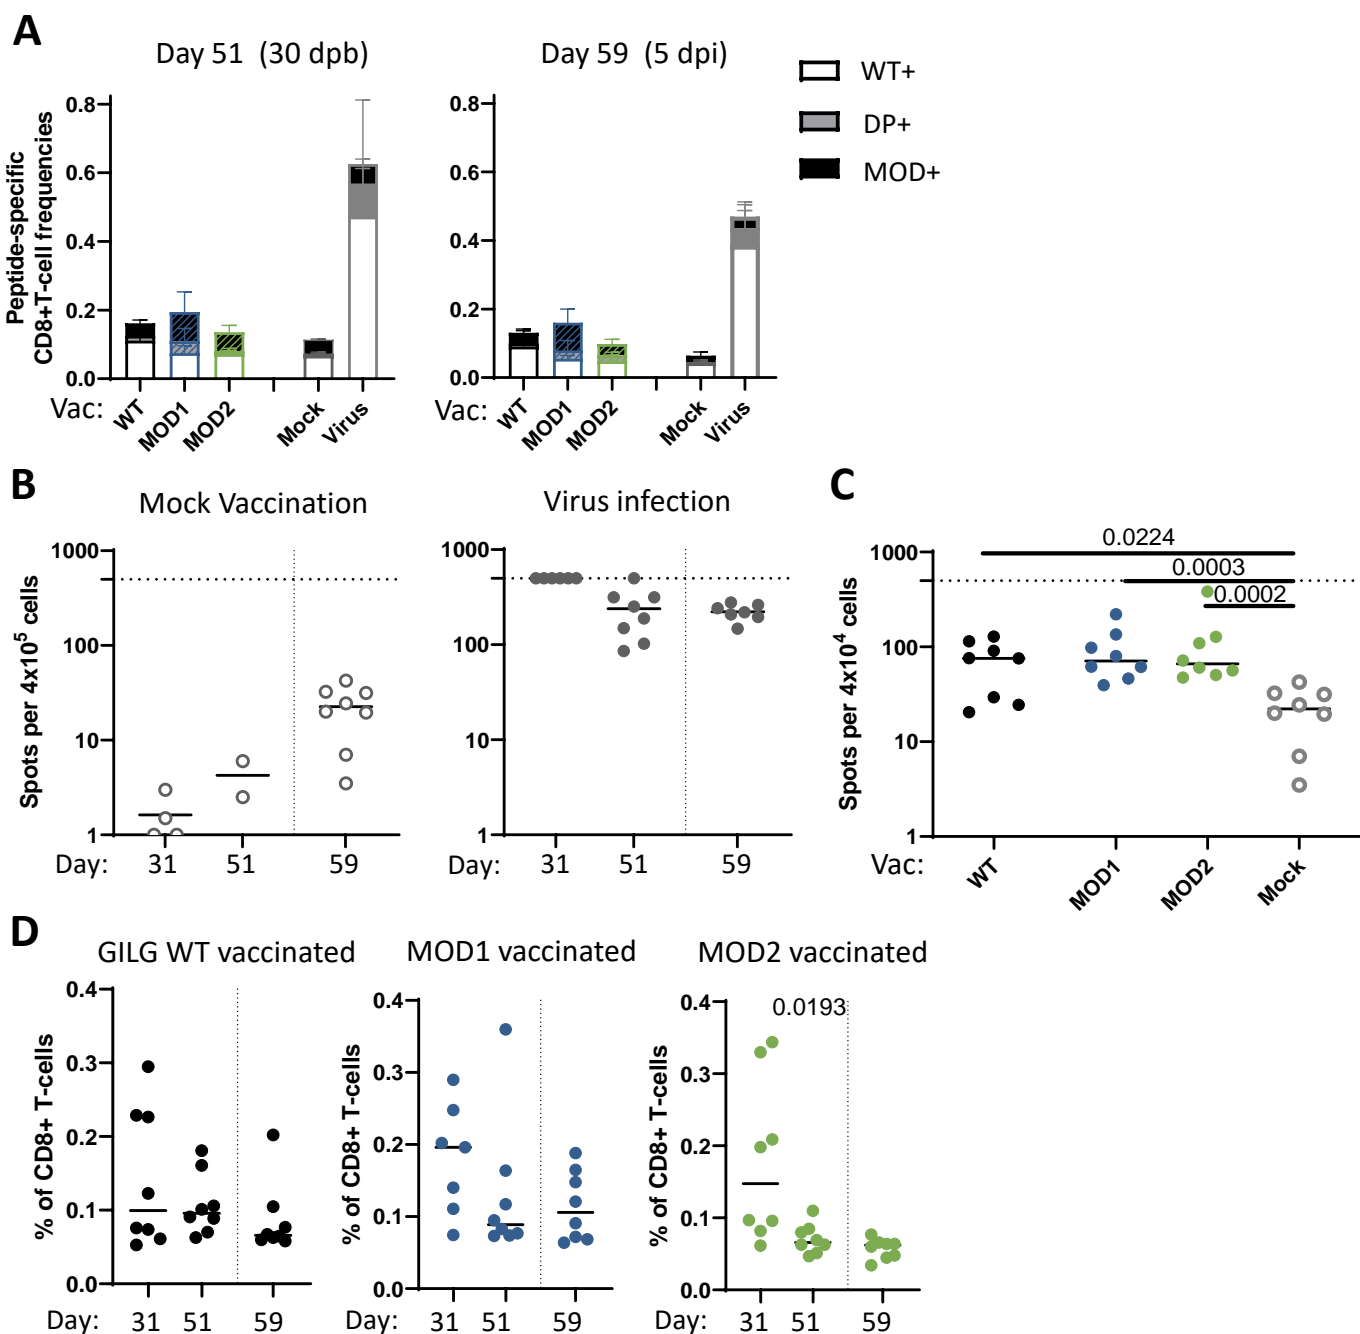 A
Day 51 (30 dpb)
Day 59 (5 dpi)
WT+
DP+
MOD+
Peptide-specific
CD8+T-cell frequencies
0.8
0.6
0.4
0.2
0.0
Vac:
WT
MOD1
MOD2
Mock
Virus
0.8
0.6
0.4
0.2
0.0
Vac:
WT
MOD1
MOD2
Mock
Virus
B
Mock Vaccination
Spots per 4x10⁵ cells
1000
100
10
1
Day: 31 51 59
Virus infection
1000
100
10
1
Day: 31 51 59
C
Spots per 4x10⁴ cells
1000
100
10
1
0.0224
0.0003
0.0002
Vac:
WT
MOD1
MOD2
Mock
D
GILG WT vaccinated
% of CD8+ T-cells
0.4
0.3
0.2
0.1
0.0
Day: 31 51 59
MOD1 vaccinated
% of CD8+ T-cells
0.4
0.3
0.2
0.1
0.0
Day: 31 51 59
MOD2 vaccinated
% of CD8+ T-cells
0.4
0.3
0.2
0.1
0.0
0.0193
Day: 31 51 59